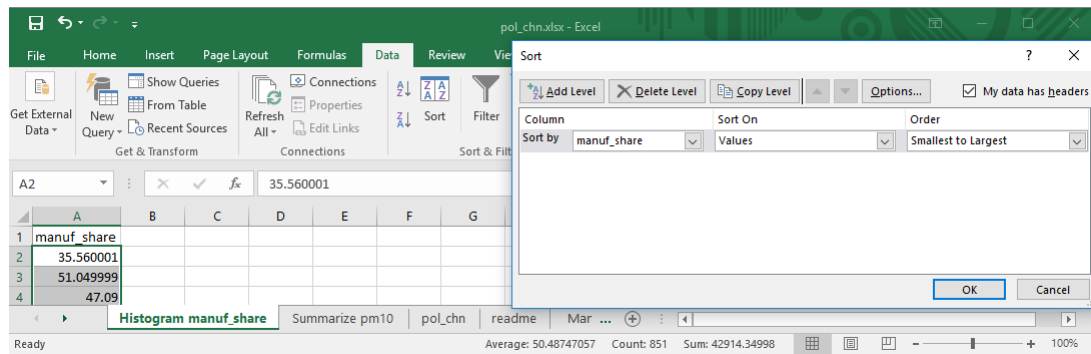 pol_chn.xlsx - Excel
File Home Insert Page Layout Formulas Data Review Vie
Get External Data
New Query
Show Queries
From Table
Recent Sources
Get & Transform
Refresh All
Connections
Properties
Edit Links
Connections
Sort
Filter
Sort & Filt
Sort
? ×
Add Level Delete Level Copy Level Options... My data has headers
Column Sort On Order
Sort by manuf_share Values Smallest to Largest
OK Cancel
A2 fx 35.560001
A B C D E F G
1 manuf_share
2 35.560001
3 51.049999
4 47.09
Histogram manuf_share Summarize pm10 pol_chn readme Mar ...
Ready Average: 50.48747057 Count: 851 Sum: 42914.34998 100%